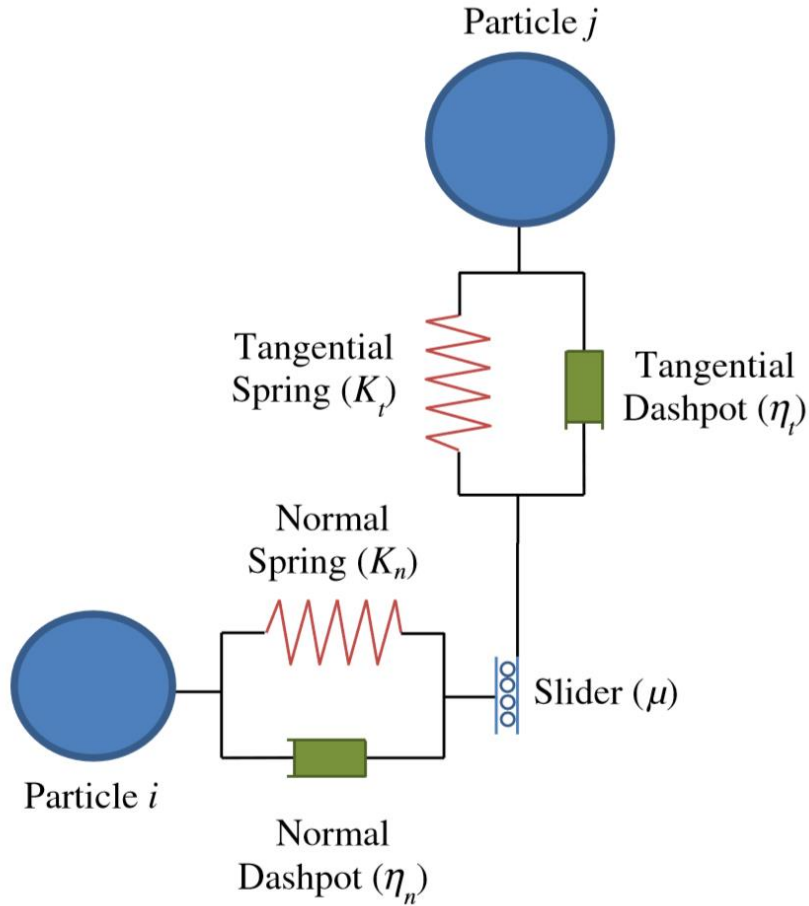 Particle j
Tangential
Spring (Kₜ)
Tangential
Dashpot (ηₜ)
Normal
Spring (Kₙ)
Slider (μ)
Particle i
Normal
Dashpot (ηₙ)